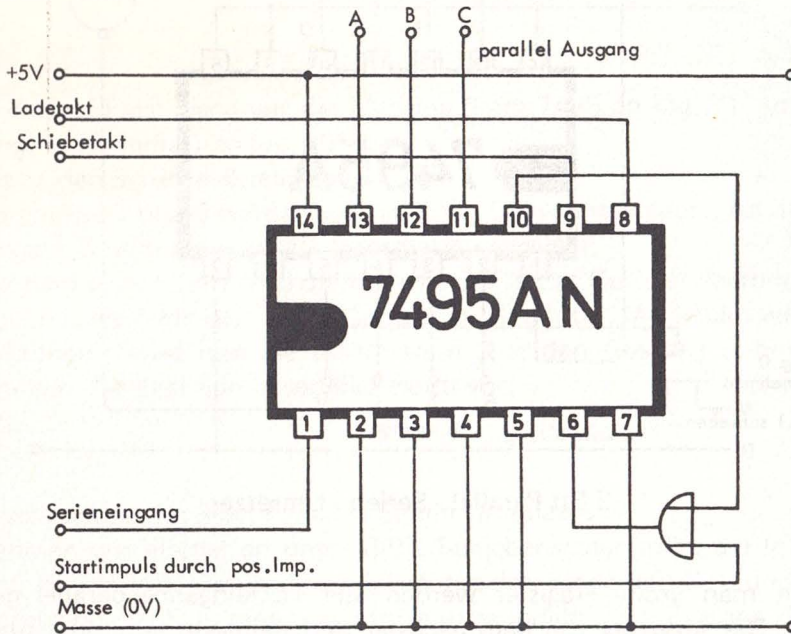 A B C
parallel Ausgang
+5V
Ladetakt
Schiebetakt
14 13 12 11 10 9 8
7495AN
1 2 3 4 5 6 7
Serieneingang
Startimpuls durch pos.Imp.
Masse (0V)